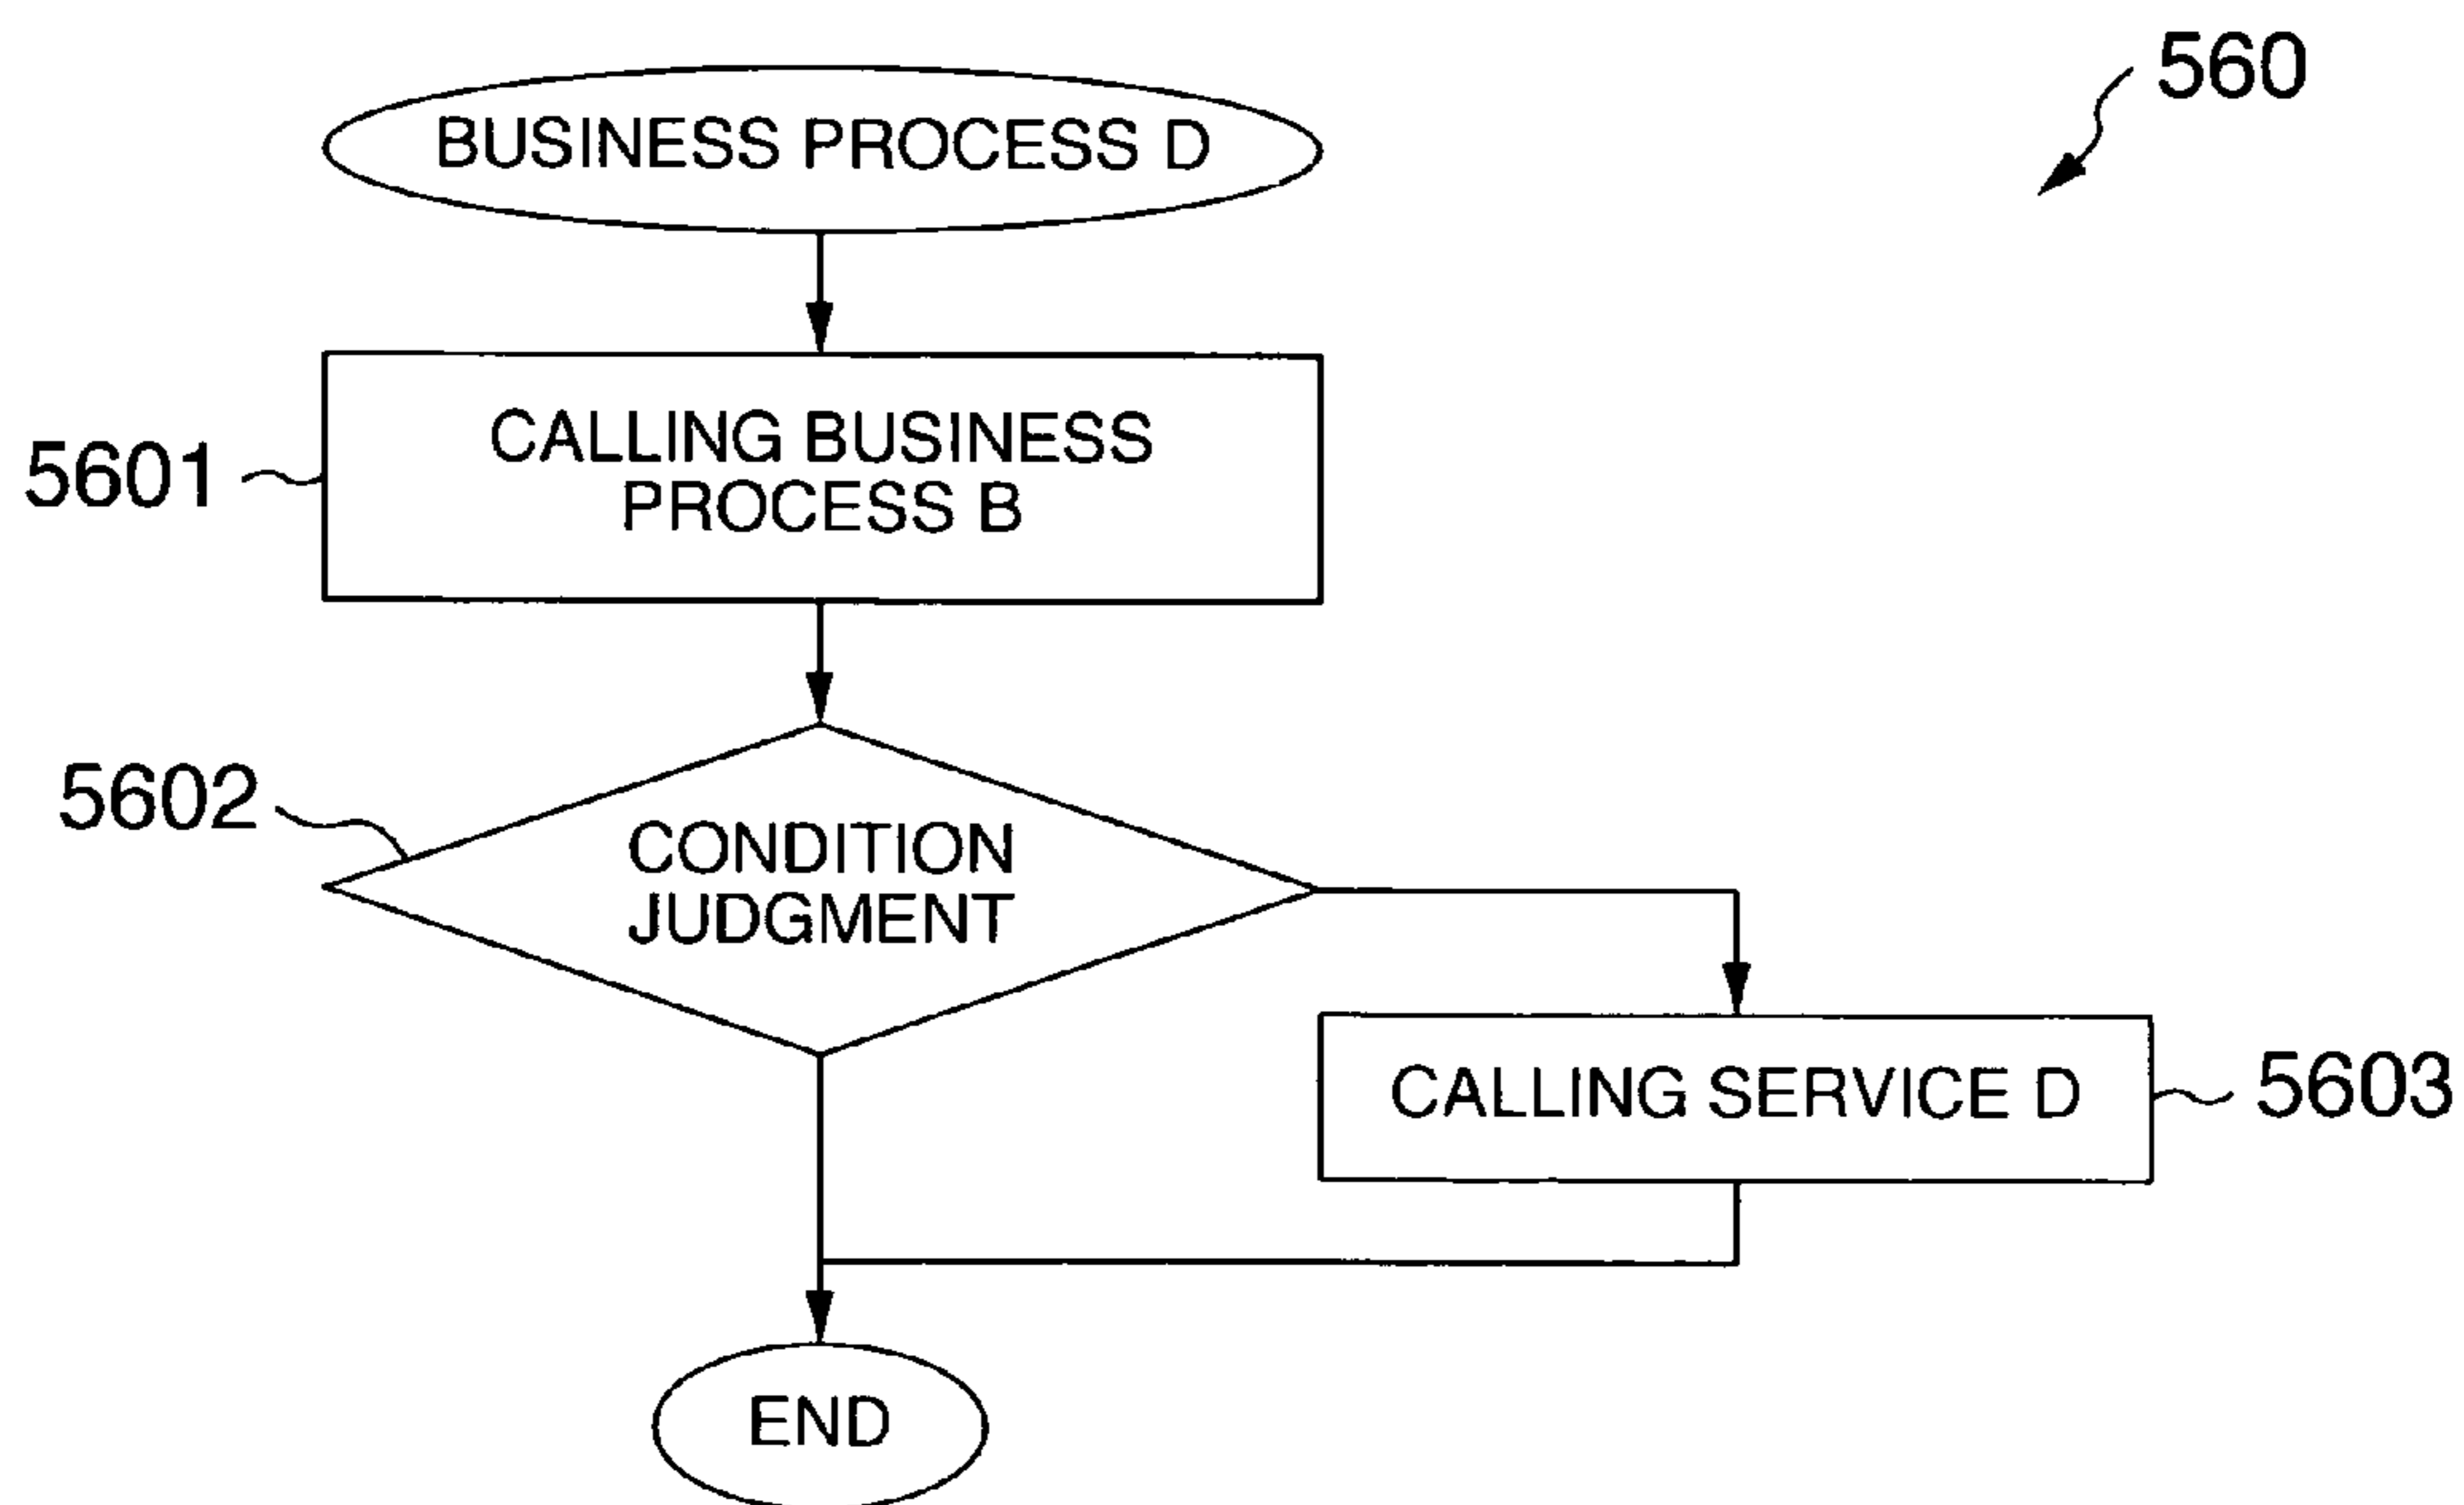 560
BUSINESS PROCESS D
5601
CALLING BUSINESS
PROCESS B
5602
CONDITION
JUDGMENT
CALLING SERVICE D
5603
END